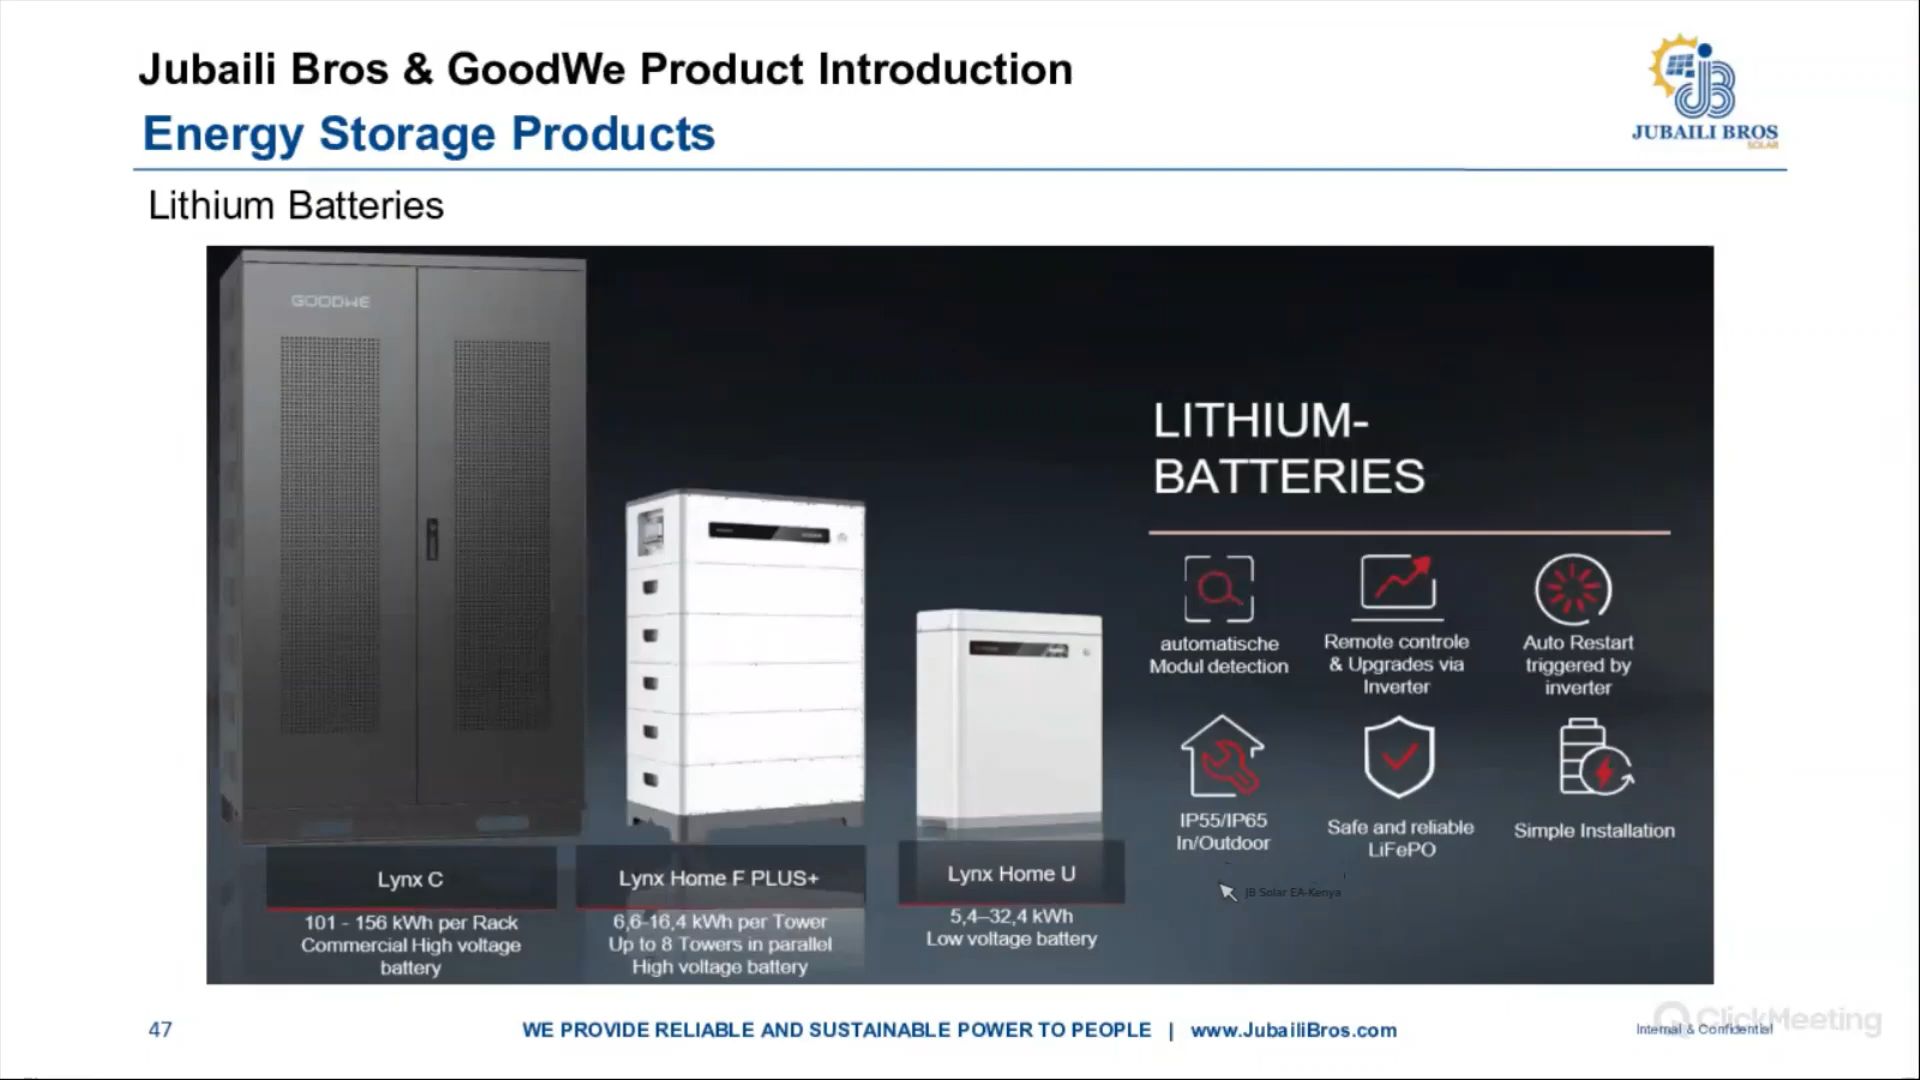 Jubaili Bros & GoodWe Product Introduction
Energy Storage Products
JUBAILI BROS
SOLAR
Lithium Batteries
GOODWE
LITHIUM-
BATTERIES
automatische
Modul detection
Remote controle
& Upgrades via
Inverter
Auto Restart
triggered by
inverter
IP55/IP65
In/Outdoor
Safe and reliable
LiFePO
Simple Installation
JB Solar EA-Kenya
Lynx C
101 - 156 kWh per Rack
Commercial High voltage
battery
Lynx Home F PLUS+
6,6-16,4 kWh per Tower
Up to 8 Towers in parallel
High voltage battery
Lynx Home U
5,4–32,4 kWh
Low voltage battery
47
WE PROVIDE RELIABLE AND SUSTAINABLE POWER TO PEOPLE | www.JubailiBros.com
Internal & Confidential
ClickMeeting